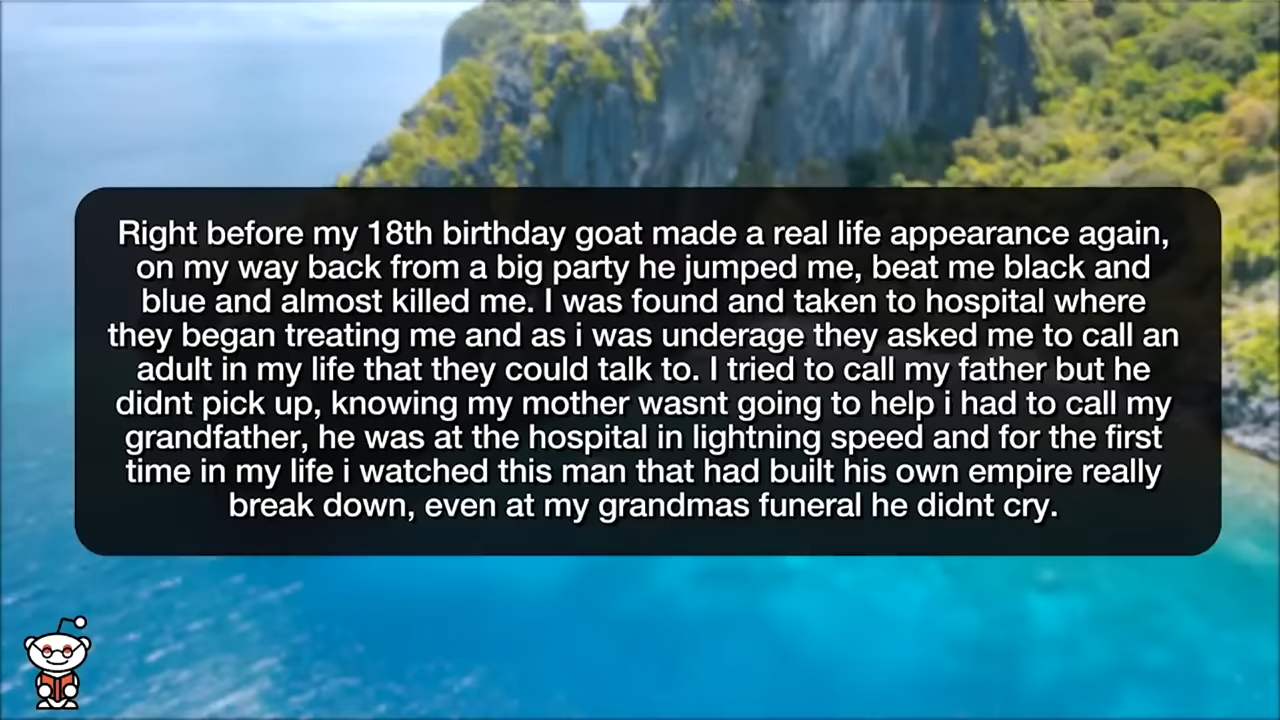 Right before my 18th birthday goat made a real life appearance again,
on my way back from a big party he jumped me, beat me black and
blue and almost killed me. I was found and taken to hospital where
they began treating me and as i was underage they asked me to call an
adult in my life that they could talk to. I tried to call my father but he
didnt pick up, knowing my mother wasnt going to help i had to call my
grandfather, he was at the hospital in lightning speed and for the first
time in my life i watched this man that had built his own empire really
break down, even at my grandmas funeral he didnt cry.